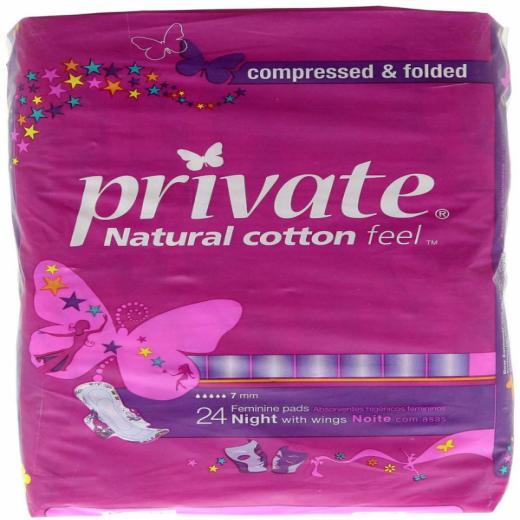 compressed & folded
private®
Natural cotton feel™
♦♦♦♦♦ 7 mm
24 Feminine pads Absorventes higiénicos femininos
Night with wings Noite com asas